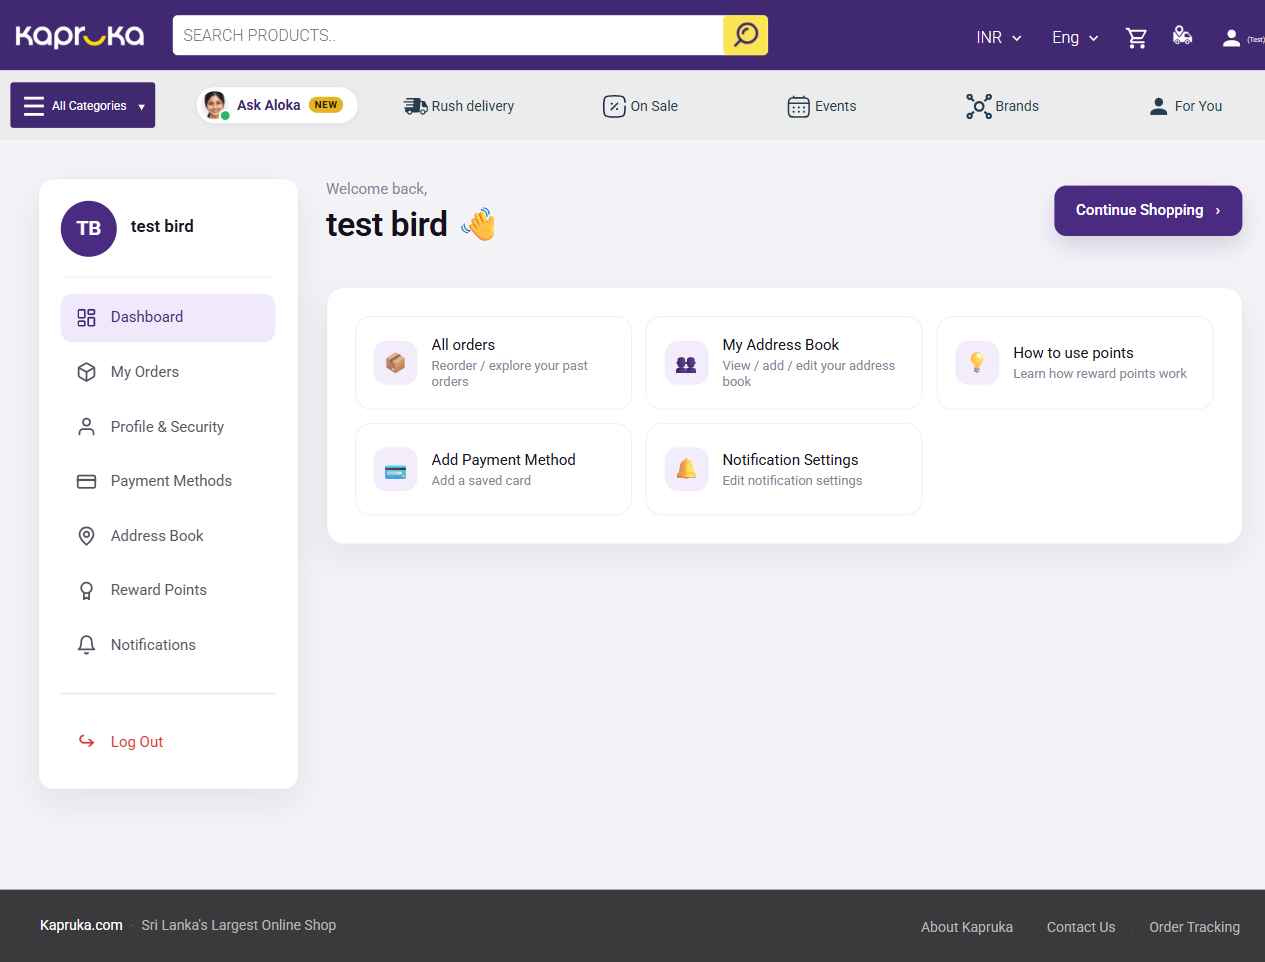 Kapruka
SEARCH PRODUCTS..
INR
Eng
(Test)
All Categories
Ask Aloka NEW
Rush delivery
On Sale
Events
Brands
For You
TB
test bird
Dashboard
My Orders
Profile & Security
Payment Methods
Address Book
Reward Points
Notifications
Log Out
Welcome back,
test bird
Continue Shopping ›
All orders
Reorder / explore your past
orders
My Address Book
View / add / edit your address
book
How to use points
Learn how reward points work
Add Payment Method
Add a saved card
Notification Settings
Edit notification settings
Kapruka.com · Sri Lanka's Largest Online Shop
About Kapruka
Contact Us
Order Tracking